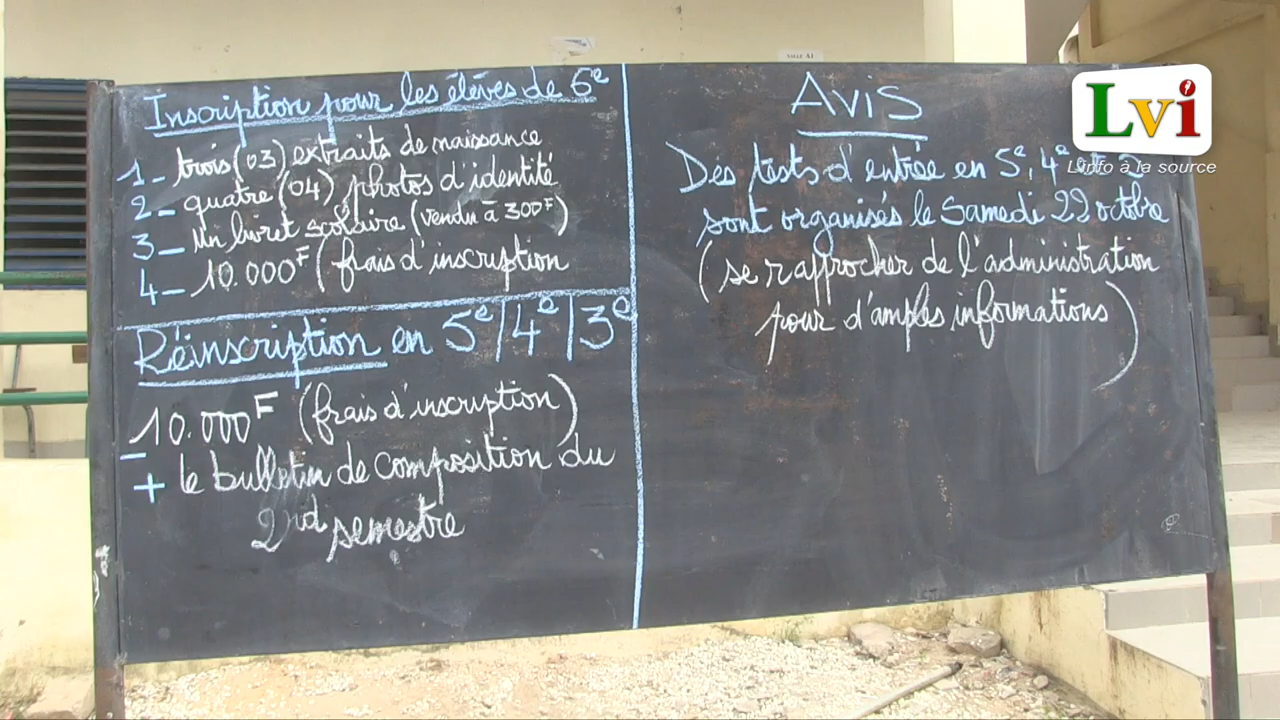 Inscription pour les élèves de 6e
1- trois (03) extraits de naissance
2- quatre (04) photos d'identité
3- un livret scolaire (vendu à 300F)
4- 10.000F (frais d'inscription
Réinscription en 5e/4e/3e
- 10.000F (frais d'inscription)
+ le bulletin de composition du
2nd semestre
AViS
Des tests d'entrée en 5e, 4e
sont organisés le Samedi 22 octobre
(se rapprocher de l'administration
pour d'amples informations)
Lvi
L'info à la source